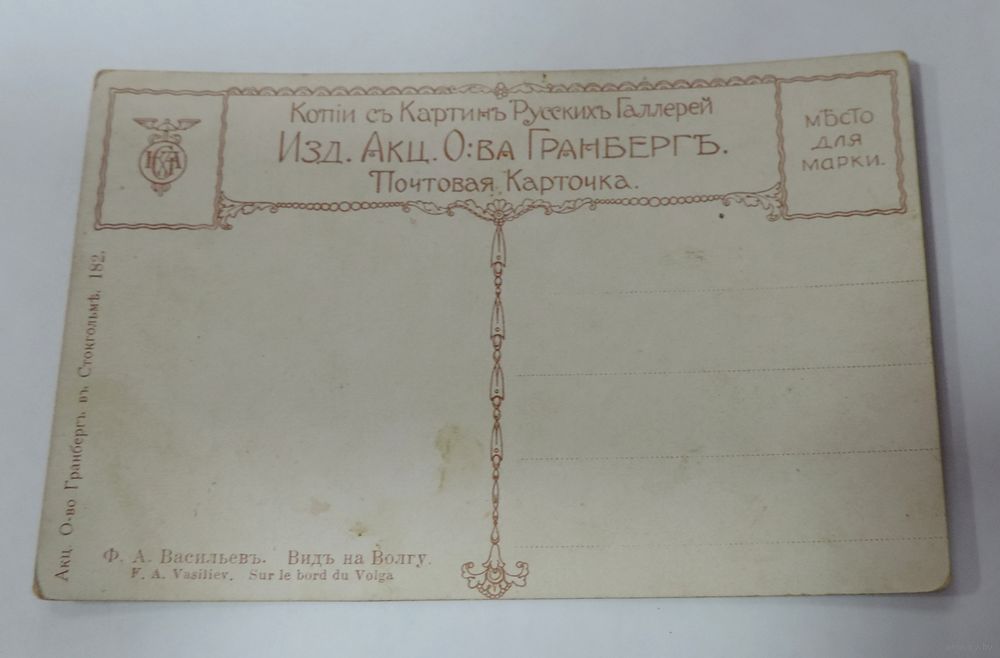 Копіи съ Картинъ Русскихъ Галлерей
Изд. Акц. О:ва Гранбергъ.
Почтовая Карточка.
Мѣсто
для
марки.
Акц. О-во Гранбергъ въ Стокгольмѣ. 182.
Ф. А. Васильевъ. Видъ на Волгу.
F. A. Vasiliev. Sur le bord du Volga